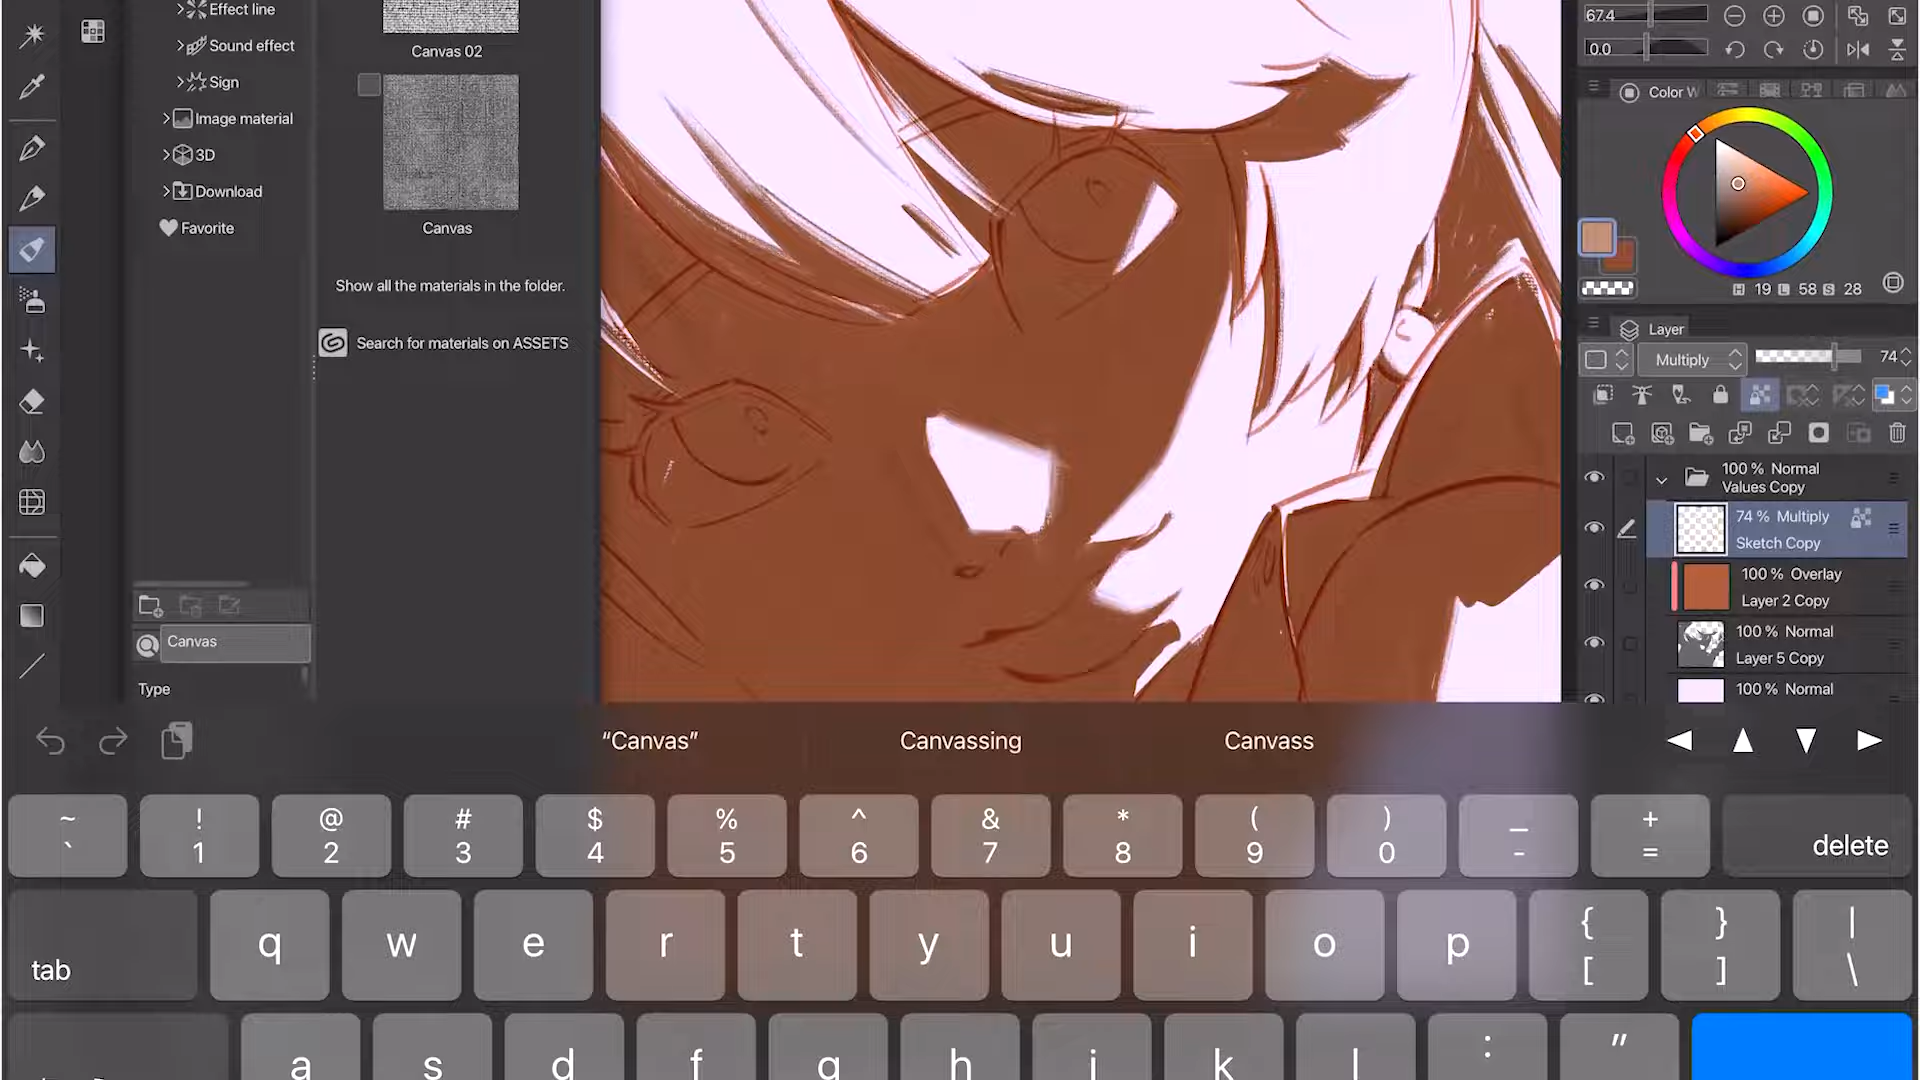 Effect line
Sound effect
Sign
Image material
3D
Download
Favorite
Canvas
Type
Canvas 02
Canvas
Show all the materials in the folder.
Search for materials on ASSETS
67.4
0.0
Color W
H 19 L 58 S 28
Layer
Multiply 74
100 % Normal
Values Copy
74 % Multiply
Sketch Copy
100 % Overlay
Layer 2 Copy
100 % Normal
Layer 5 Copy
100 % Normal
“Canvas” Canvassing Canvass
~ ! @ # $ % ^ & * ( ) _ +
` 1 2 3 4 5 6 7 8 9 0 - = delete
tab q w e r t y u i o p { [ } ] | \
a s d f g h j k l : "